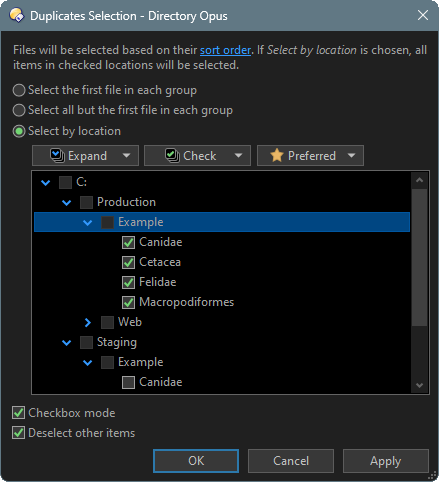 Duplicates Selection - Directory Opus
Files will be selected based on their sort order. If Select by location is chosen, all
items in checked locations will be selected.
Select the first file in each group
Select all but the first file in each group
Select by location
Expand Check Preferred
C:
Production
Example
Canidae
Cetacea
Felidae
Macropodiformes
Web
Staging
Example
Canidae
Checkbox mode
Deselect other items
OK Cancel Apply